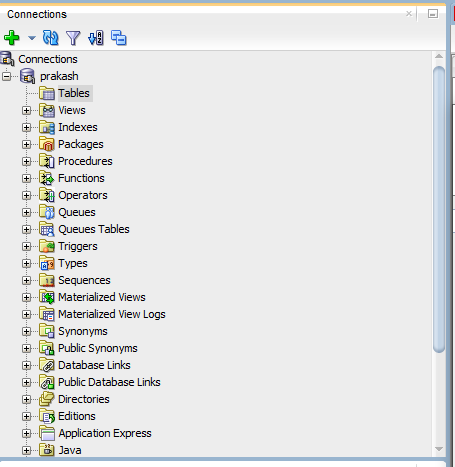 Connections
Connections
prakash
Tables
Views
Indexes
Packages
Procedures
Functions
Operators
Queues
Queues Tables
Triggers
Types
Sequences
Materialized Views
Materialized View Logs
Synonyms
Public Synonyms
Database Links
Public Database Links
Directories
Editions
Application Express
Java